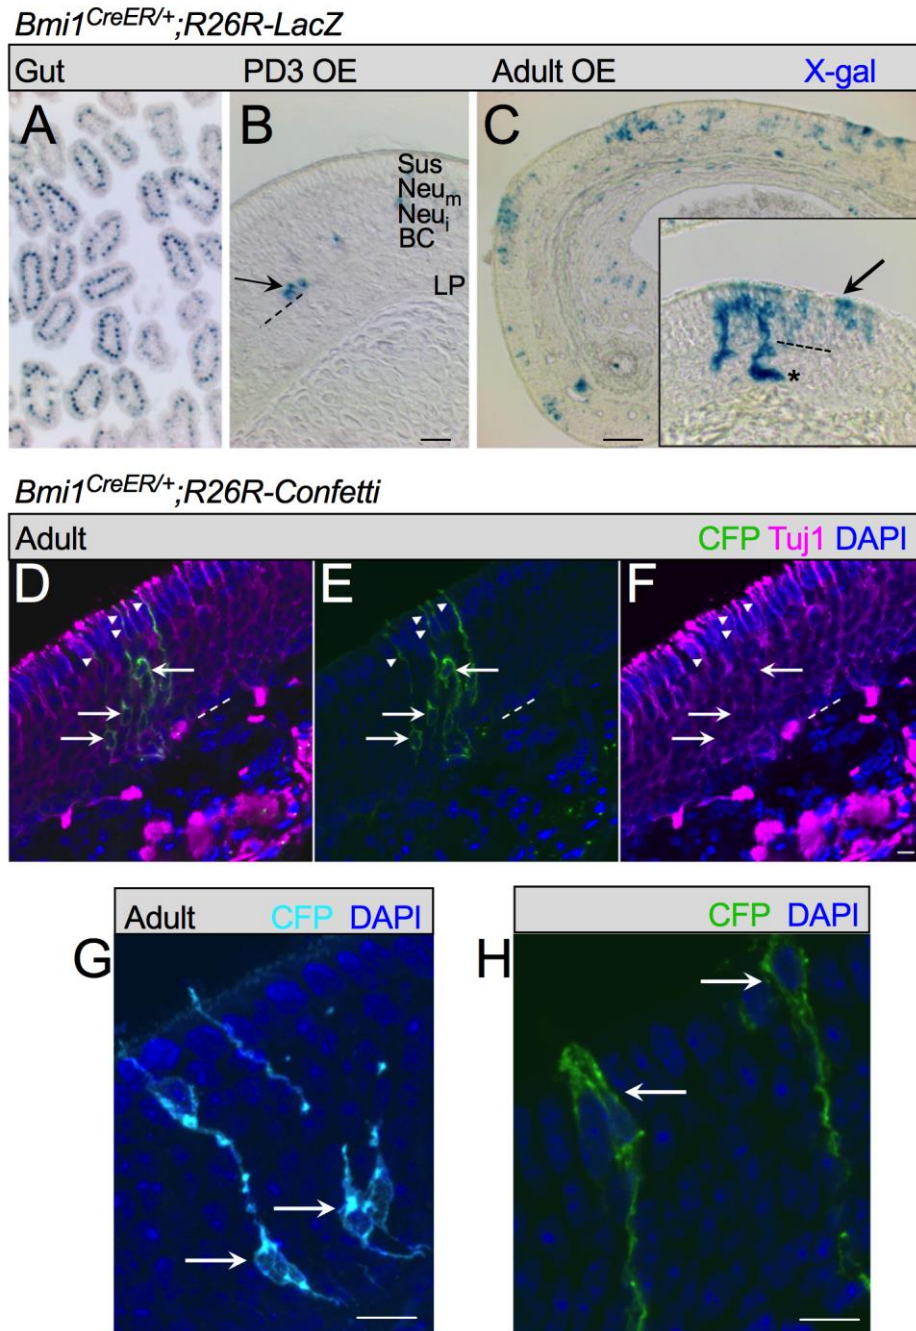 Bmi1CreER/+;R26R-LacZ
Gut PD3 OE Adult OE X-gal
A B C
Sus
Neum
Neui
BC
LP
*
Bmi1CreER/+;R26R-Confetti
Adult CFP Tuj1 DAPI
D E F
Adult CFP DAPI
CFP DAPI
G H